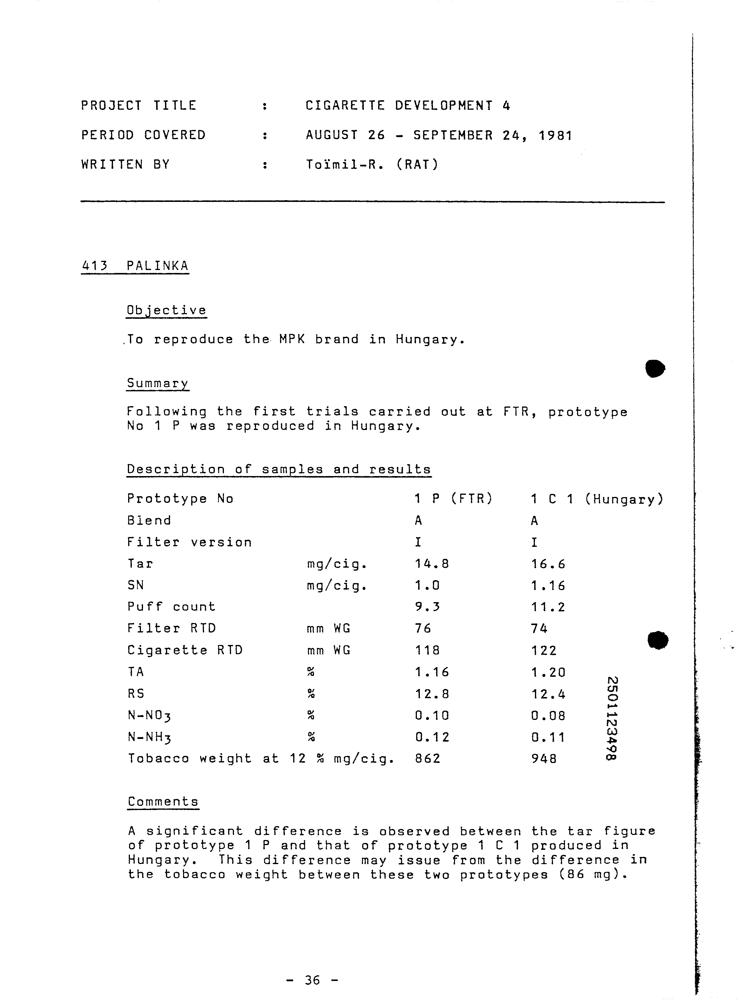 PROJECT TITLE : CIGARETTE DEVELOPMENT 4
PERIOD COVERED : AUGUST 26 - SEPTEMBER 24, 1981
WRITTEN BY : Toïmil-R. (RAT)
413 PALINKA
Objective
To reproduce the MPK brand in Hungary.
Summary
Following the first trials carried out at FTR, prototype
No 1 P was reproduced in Hungary.
Description of samples and results
Prototype No 1 P (FTR) 1 C 1 (Hungary)
Blend A A
Filter version I I
Tar mg/cig. 14.8 16.6
SN mg/cig. 1.0 1.16
Puff count 9.3 11.2
Filter RTD mm WG 76 74
Cigarette RTD mm WG 118 122
TA % 1.16 1.20
RS % 12.8 12.4
N-NO3 % 0.10 0.08
N-NH3 % 0.12 0.11
Tobacco weight at 12 % mg/cig. 862 948
2501123498
Comments
A significant difference is observed between the tar figure
of prototype 1 P and that of prototype 1 C 1 produced in
Hungary. This difference may issue from the difference in
the tobacco weight between these two prototypes (86 mg).
- 36 -